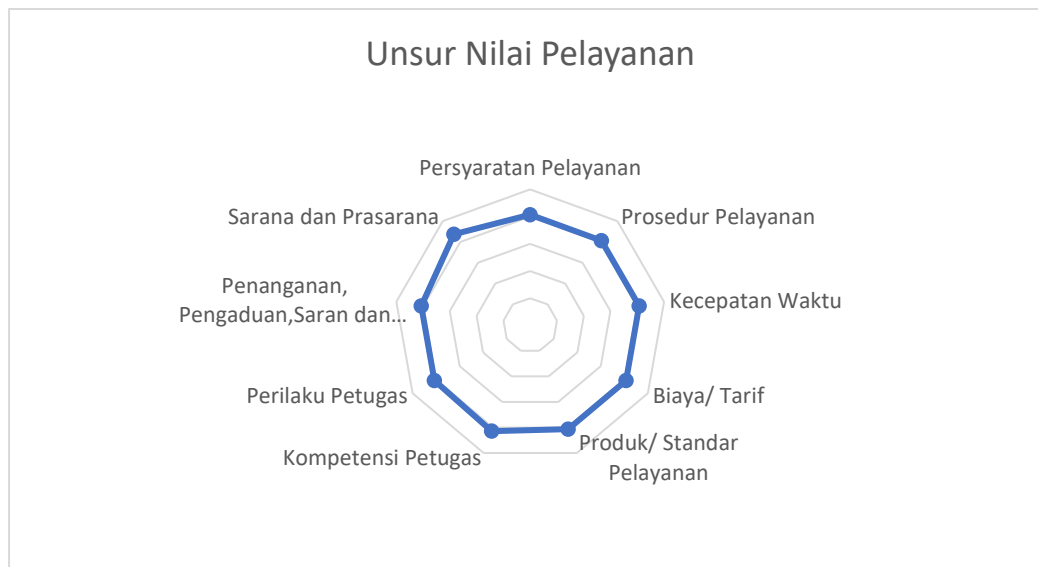 Unsur Nilai Pelayanan
Persyaratan Pelayanan
Prosedur Pelayanan
Kecepatan Waktu
Biaya/ Tarif
Produk/ Standar
Pelayanan
Kompetensi Petugas
Perilaku Petugas
Penanganan,
Pengaduan,Saran dan...
Sarana dan Prasarana